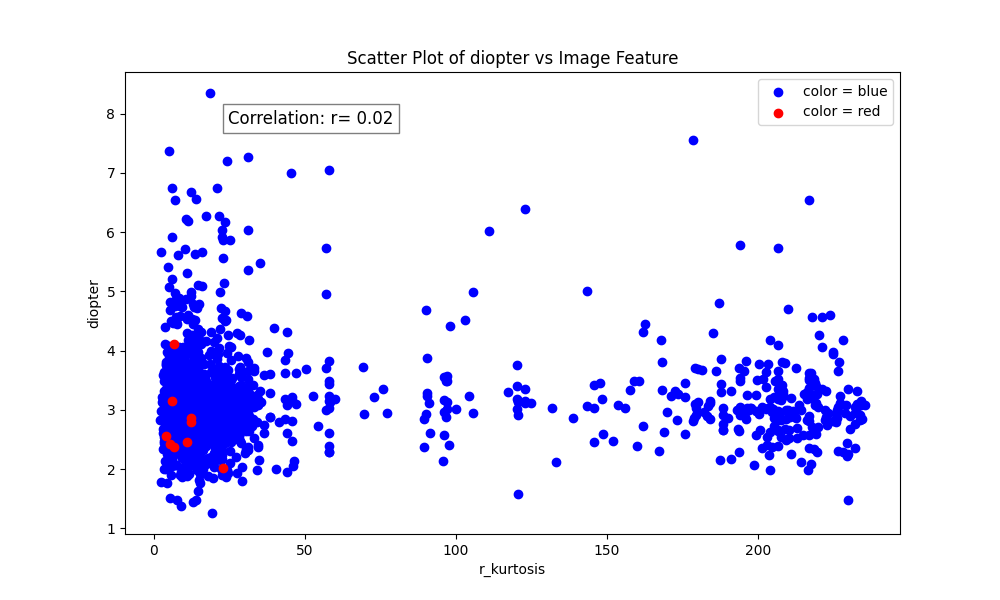 Scatter Plot of diopter vs Image Feature
Correlation: r= 0.02
color = blue
color = red
diopter
8
7
6
5
4
3
2
1
0
50
100
150
200
r_kurtosis